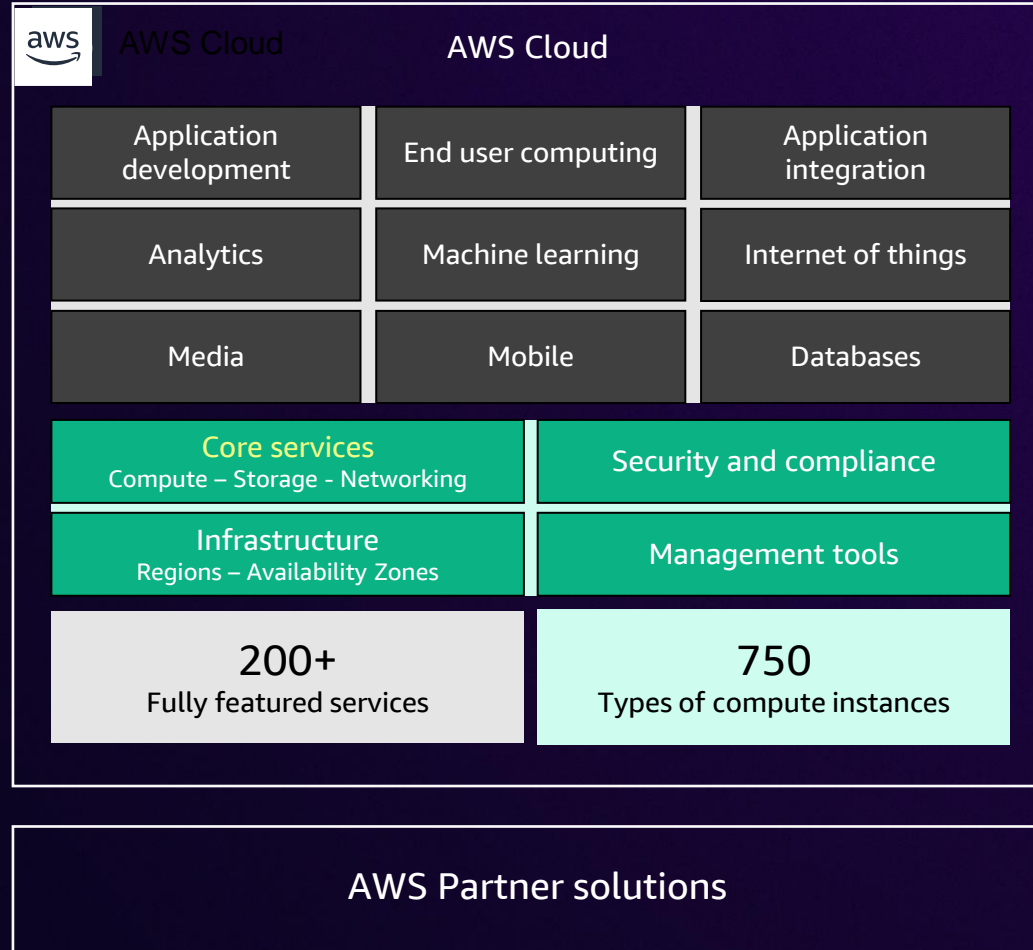 aws
AWS Cloud
AWS Cloud
Application
development
End user computing
Application
integration
Analytics
Machine learning
Internet of things
Media
Mobile
Databases
Core services
Compute – Storage - Networking
Security and compliance
Infrastructure
Regions – Availability Zones
Management tools
200+
Fully featured services
750
Types of compute instances
AWS Partner solutions